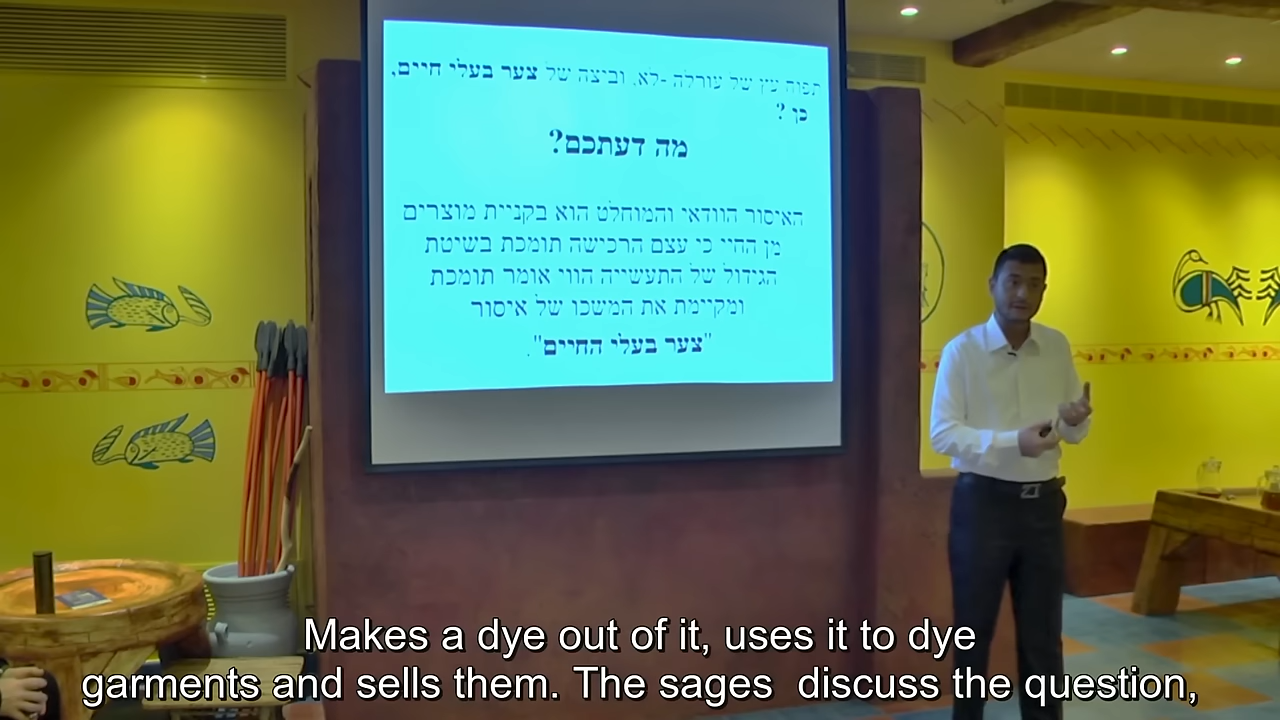 תפוח עץ של עורלה -לא, וביצה של צער בעלי חיים,
כן ?
מה דעתכם?
האיסור הוודאי והמוחלט הוא בקניית מוצרים
מן החי כי עצם הרכישה תומכת בשיטת
הגידול של התעשייה הווי אומר תומכת
ומקיימת את המשכו של איסור
"צער בעלי החיים".
Makes a dye out of it, uses it to dye
garments and sells them. The sages discuss the question,